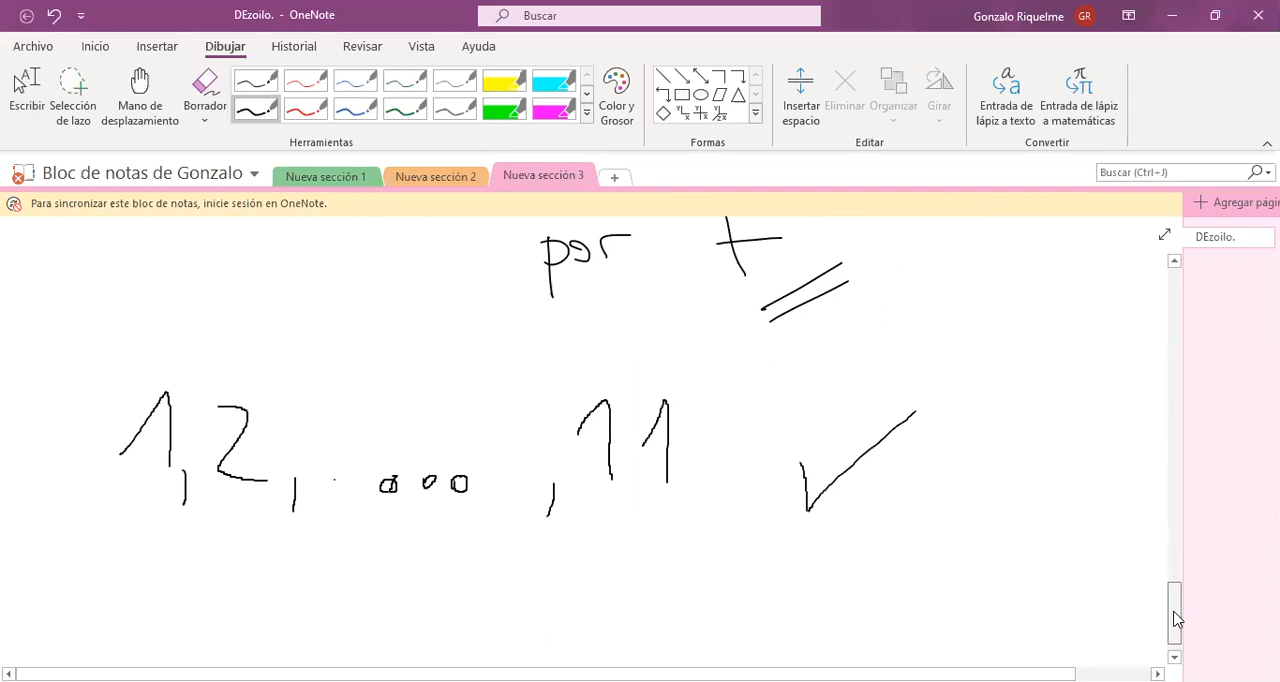 DEzoilo. - OneNote
Buscar
Gonzalo Riquelme GR
Archivo Inicio Insertar Dibujar Historial Revisar Vista Ayuda
Escribir Selección de lazo Mano de desplazamiento Borrador Color y Grosor Insertar espacio Eliminar Organizar Girar Entrada de lápiz a texto Entrada de lápiz a matemáticas
Herramientas Formas Editar Convertir
Bloc de notas de Gonzalo Nueva sección 1 Nueva sección 2 Nueva sección 3 Buscar (Ctrl+J)
Para sincronizar este bloc de notas, inicie sesión en OneNote. Agregar págin
DEzoilo.
por +
1, 2, ... , 11 ✓